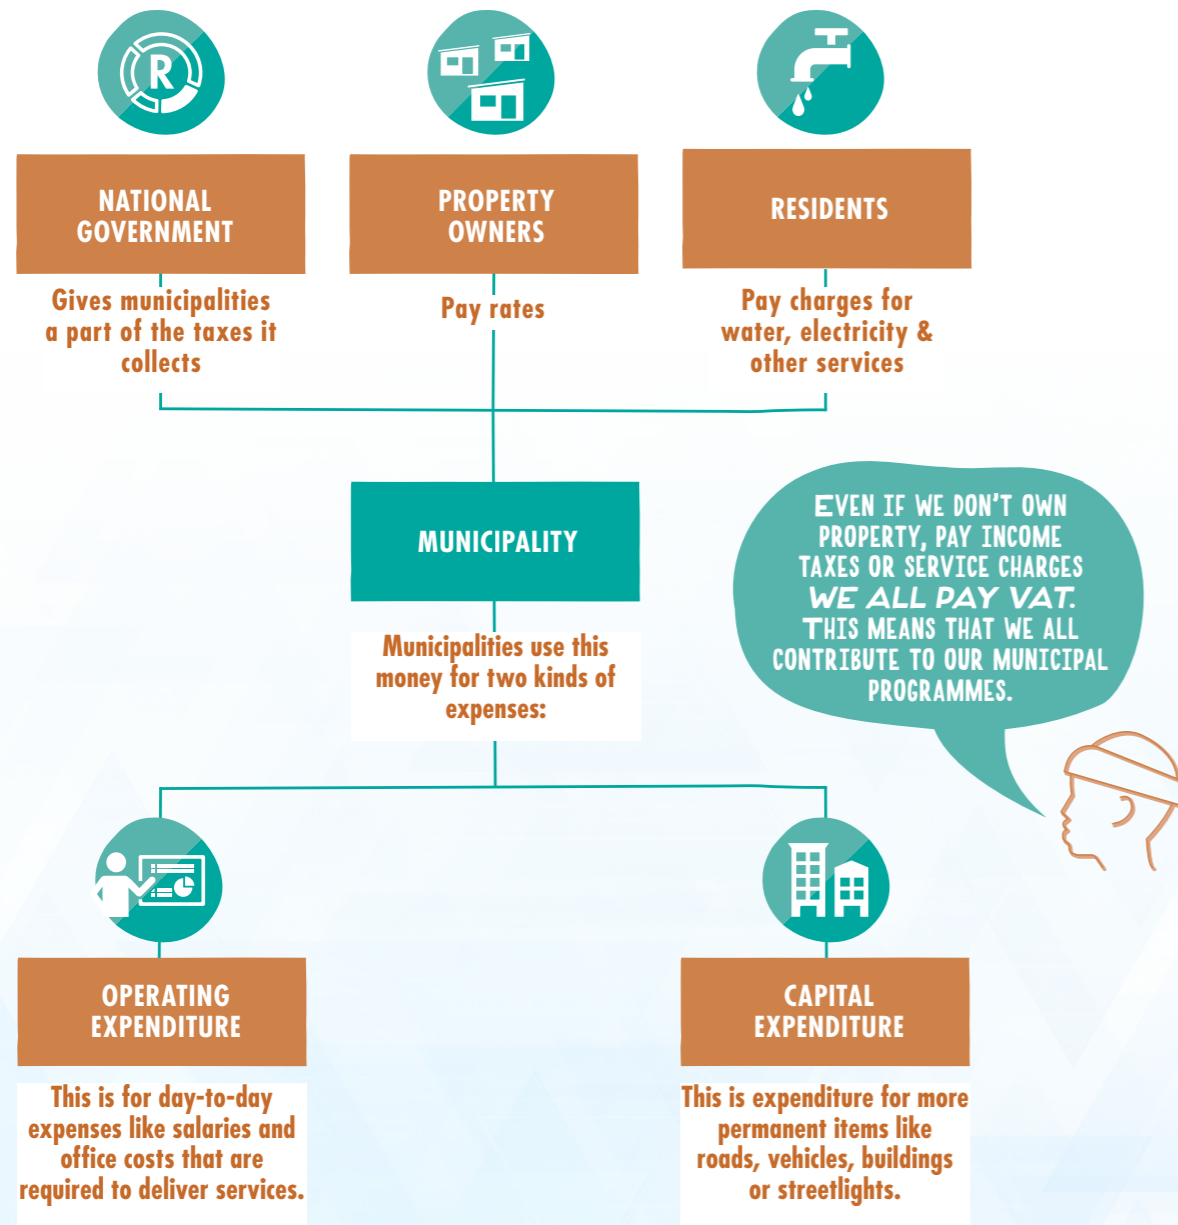 R
NATIONAL
GOVERNMENT
PROPERTY
OWNERS
RESIDENTS
Gives municipalities
a part of the taxes it
collects
Pay rates
Pay charges for
water, electricity &
other services
MUNICIPALITY
EVEN IF WE DON'T OWN
PROPERTY, PAY INCOME
TAXES OR SERVICE CHARGES
WE ALL PAY VAT.
THIS MEANS THAT WE ALL
CONTRIBUTE TO OUR MUNICIPAL
PROGRAMMES.
Municipalities use this
money for two kinds of
expenses:
OPERATING
EXPENDITURE
This is for day-to-day
expenses like salaries and
office costs that are
required to deliver services.
CAPITAL
EXPENDITURE
This is expenditure for more
permanent items like
roads, vehicles, buildings
or streetlights.